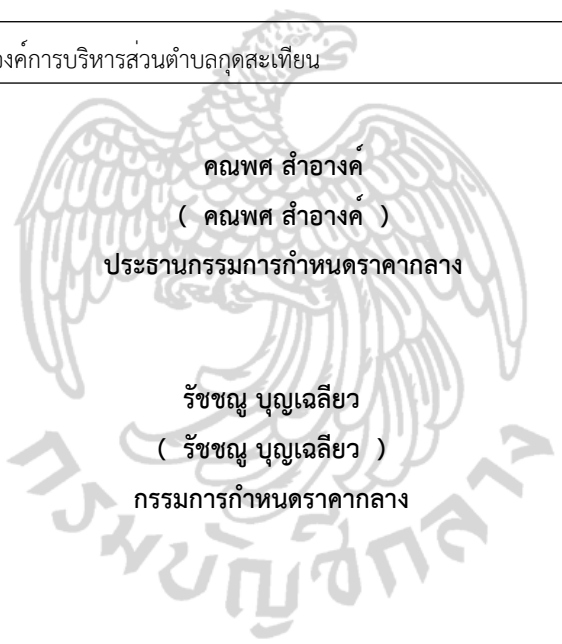 องค์การบริหารส่วนตำบลกุดสะเทียน
คณพศ สำอางค์
( คณพศ สำอางค์ )
ประธานกรรมการกำหนดราคากลาง
รัชชณู บุญเฉลียว
( รัชชณู บุญเฉลียว )
กรรมการกำหนดราคากลาง
กรมบัญชีกลาง